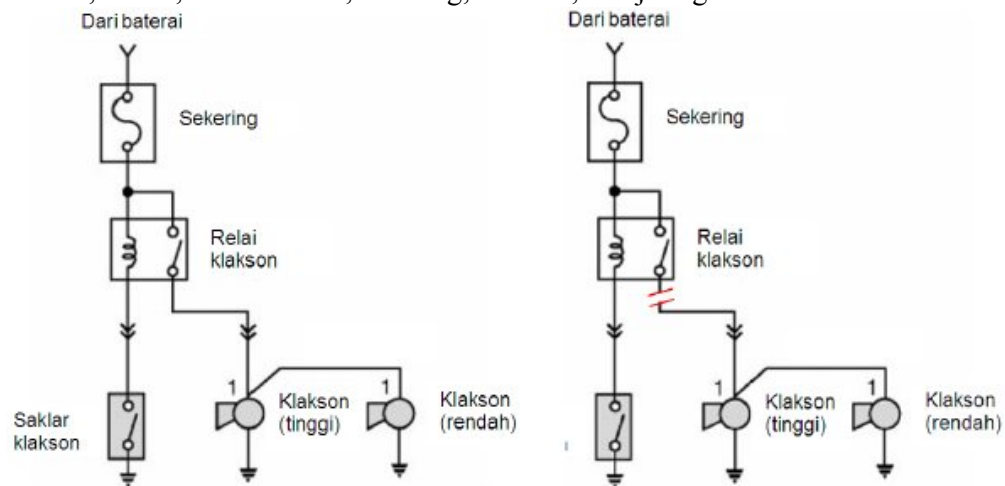 Dari baterai
Sekering
Relai
klakson
Saklar
klakson
1
Klakson
(tinggi)
Klakson
(rendah)
Dari baterai
Sekering
Relai
klakson
1
Klakson
(tinggi)
1
Klakson
(rendah)